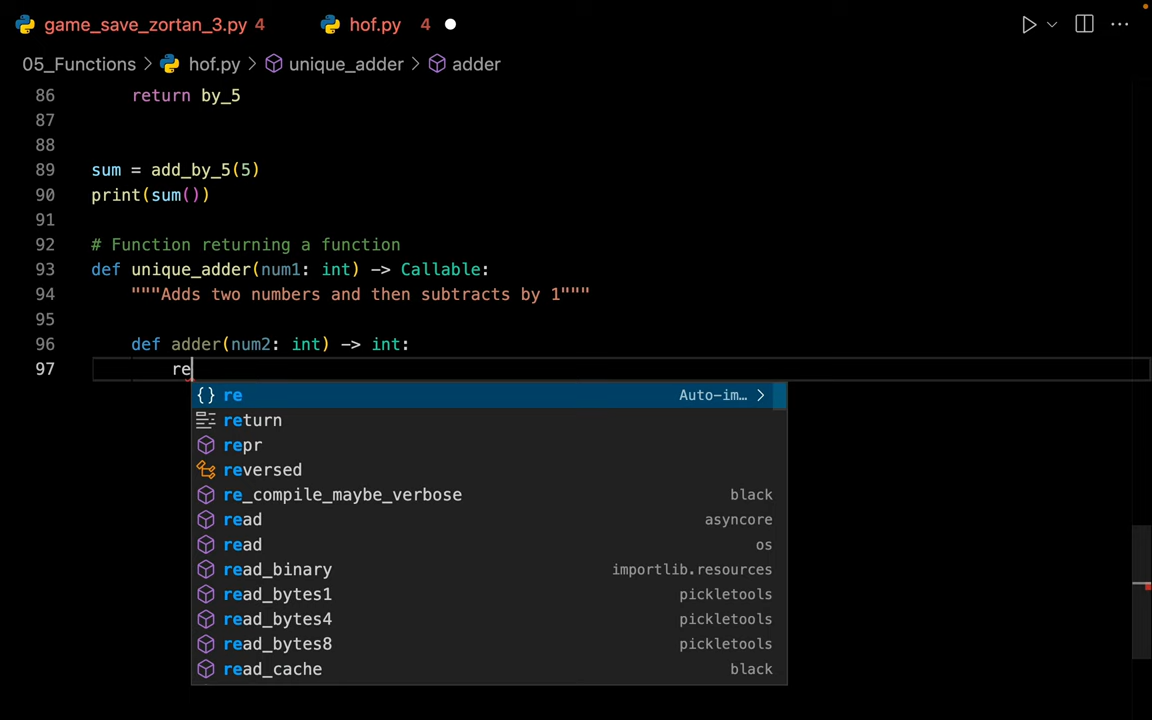 game_save_zortan_3.py 4 hof.py 4
05_Functions > hof.py > unique_adder > adder
86 return by_5
87
88
89 sum = add_by_5(5)
90 print(sum())
91
92 # Function returning a function
93 def unique_adder(num1: int) -> Callable:
94 """Adds two numbers and then subtracts by 1"""
95
96 def adder(num2: int) -> int:
97 re
re Auto-im…
return
repr
reversed
re_compile_maybe_verbose black
read asyncore
read os
read_binary importlib.resources
read_bytes1 pickletools
read_bytes4 pickletools
read_bytes8 pickletools
read_cache black